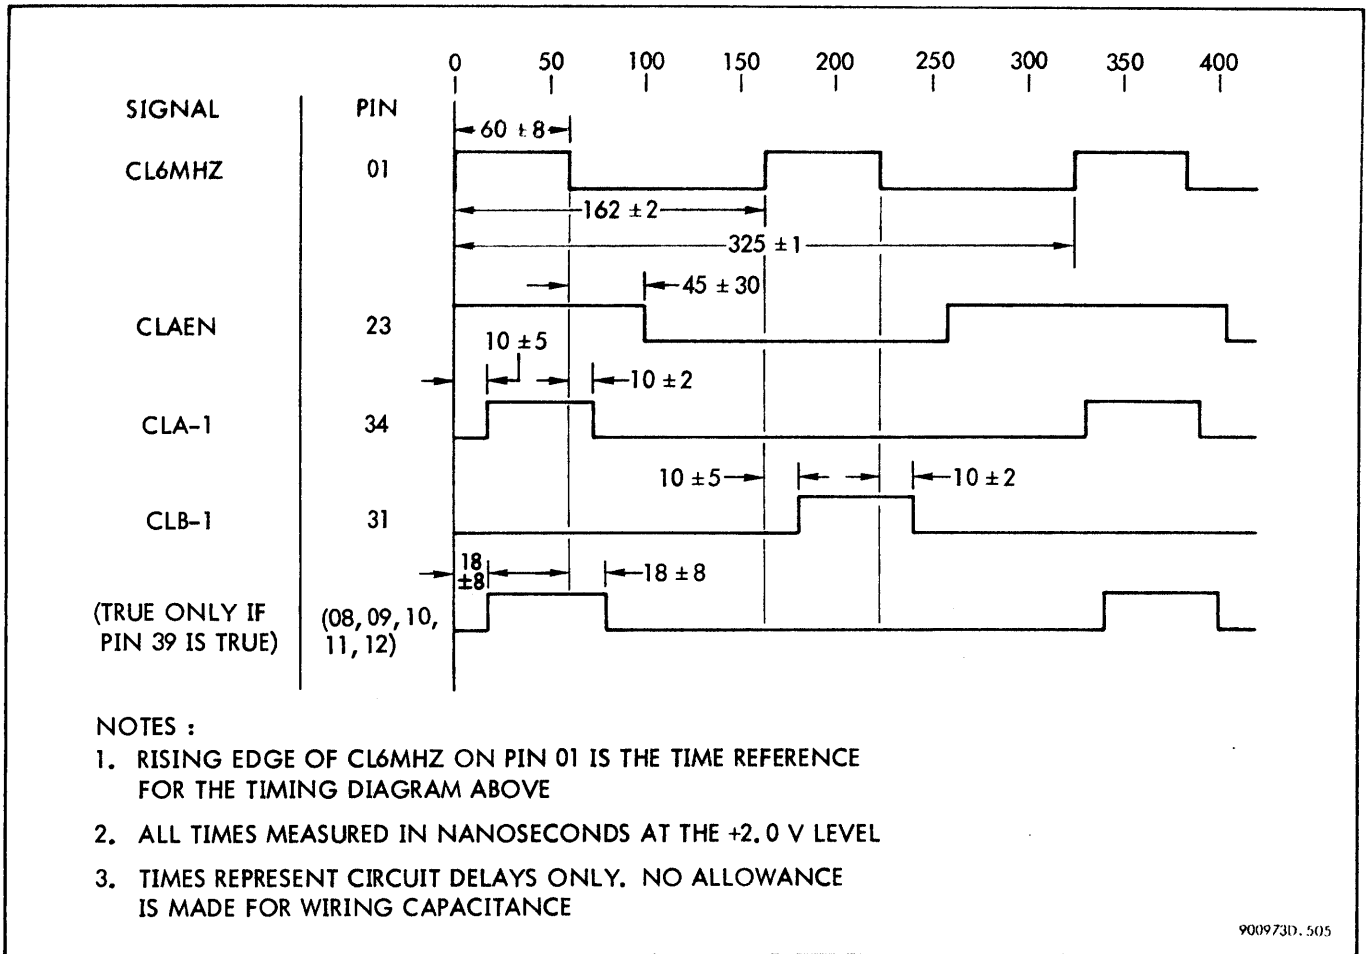 0 50 100 150 200 250 300 350 400
SIGNAL PIN
60 ±8
CL6MHZ 01
162 ±2
325 ±1
45 ±30
CLAEN 23
10 ±5
10 ±2
CLA-1 34
10 ±5 10 ±2
CLB-1 31
18
±8
18 ±8
(TRUE ONLY IF (08, 09, 10,
PIN 39 IS TRUE) 11, 12)
NOTES :
1. RISING EDGE OF CL6MHZ ON PIN 01 IS THE TIME REFERENCE
FOR THE TIMING DIAGRAM ABOVE
2. ALL TIMES MEASURED IN NANOSECONDS AT THE +2.0 V LEVEL
3. TIMES REPRESENT CIRCUIT DELAYS ONLY. NO ALLOWANCE
IS MADE FOR WIRING CAPACITANCE
900973D.505